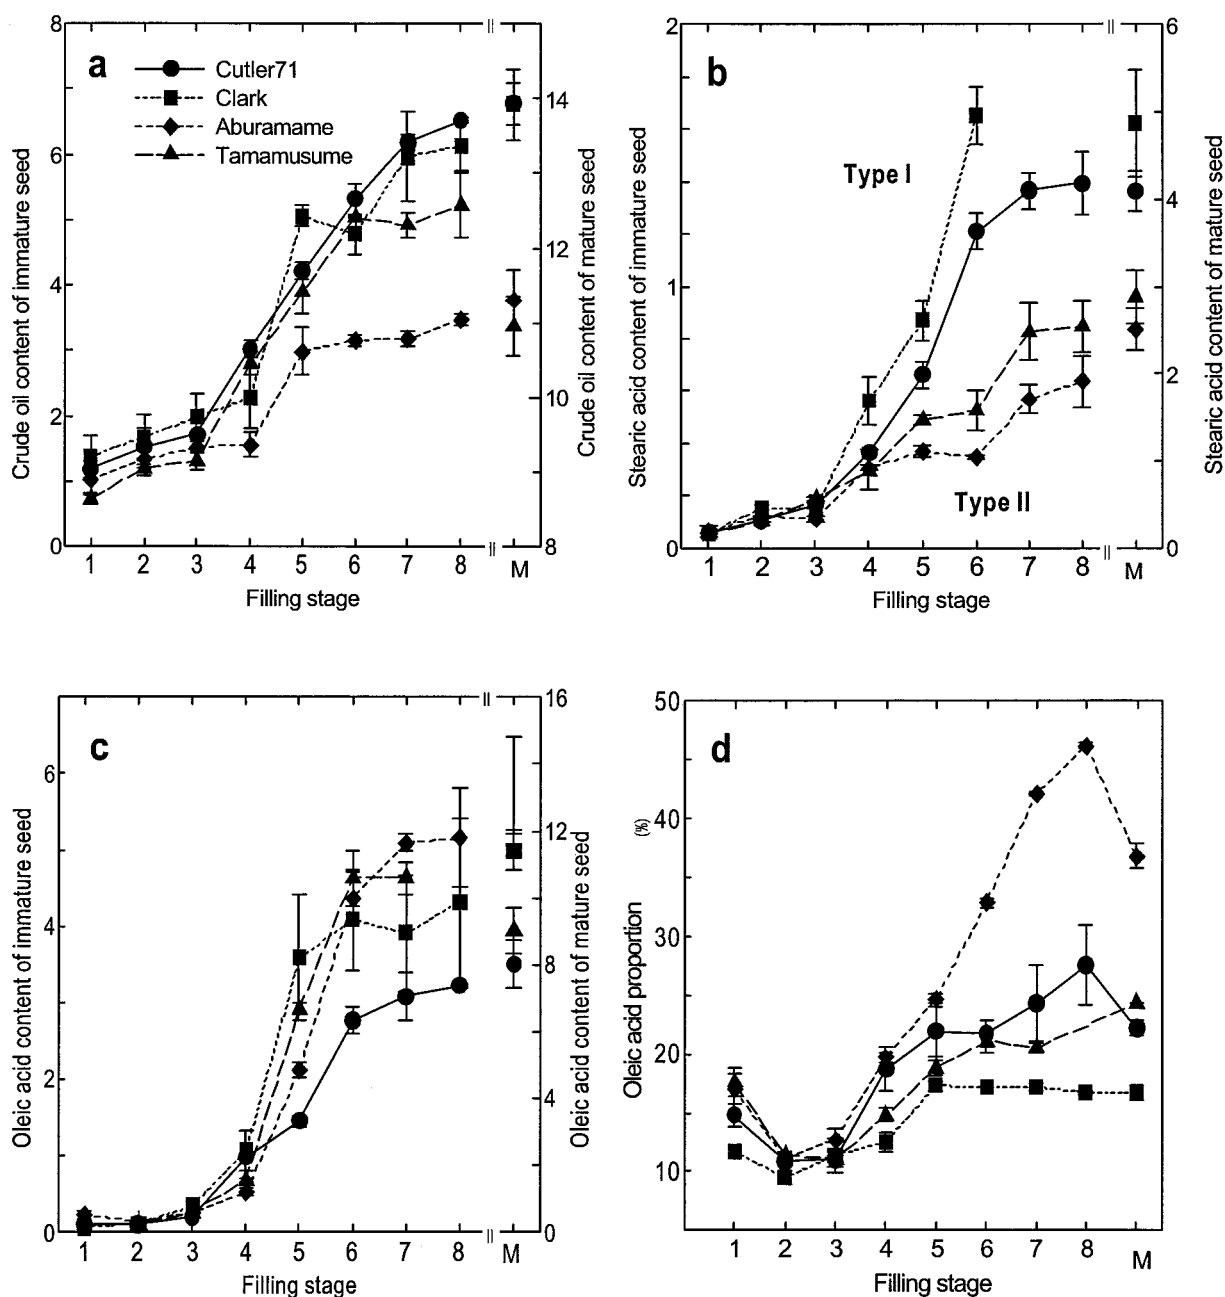 a
Cutler71
Clark
Aburamame
Tamamusume
Crude oil content of immature seed
8
6
4
2
0
Crude oil content of mature seed
14
12
10
8
1 2 3 4 5 6 7 8 M
Filling stage
b
Type I
Type II
Stearic acid content of immature seed
2
1
0
Stearic acid content of mature seed
6
4
2
0
1 2 3 4 5 6 7 8 M
Filling stage
c
Oleic acid content of immature seed
6
4
2
0
Oleic acid content of mature seed
16
12
8
4
0
1 2 3 4 5 6 7 8 M
Filling stage
d
Oleic acid proportion (%)
50
40
30
20
10
1 2 3 4 5 6 7 8 M
Filling stage